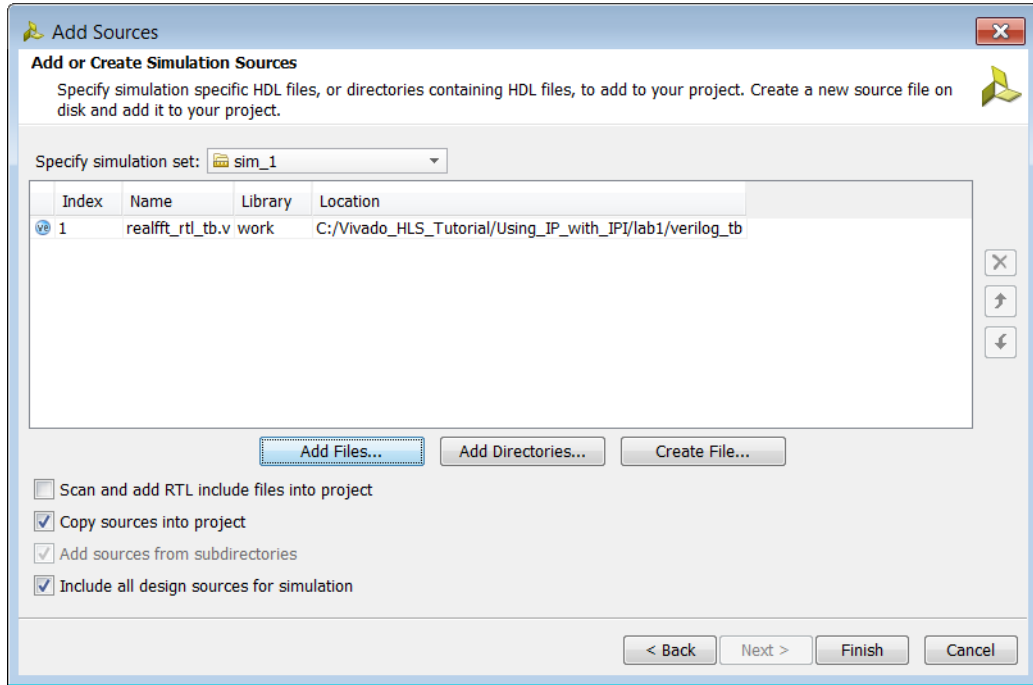 Add Sources
Add or Create Simulation Sources
Specify simulation specific HDL files, or directories containing HDL files, to add to your project. Create a new source file on
disk and add it to your project.
Specify simulation set: sim_1
Index Name Library Location
1 realfft_rtl_tb.v work C:/Vivado_HLS_Tutorial/Using_IP_with_IPI/lab1/verilog_tb
Add Files... Add Directories... Create File...
Scan and add RTL include files into project
Copy sources into project
Add sources from subdirectories
Include all design sources for simulation
< Back Next > Finish Cancel